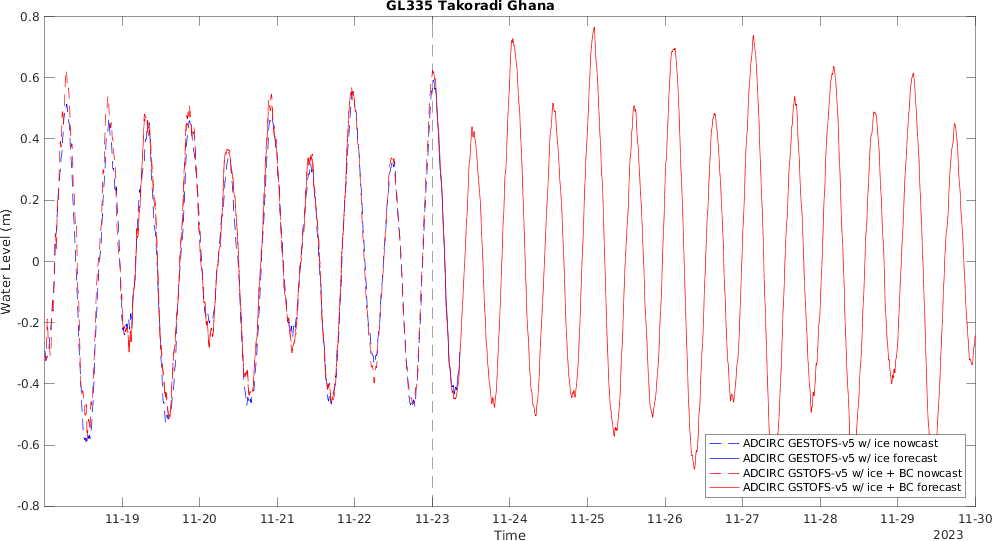 GL335 Takoradi Ghana
0.8
0.6
0.4
0.2
0
-0.2
-0.4
-0.6
-0.8
Water Level (m)
11-19 11-20 11-21 11-22 11-23 11-24 11-25 11-26 11-27 11-28 11-29 11-30
Time
2023
ADCIRC GESTOFS-v5 w/ ice nowcast
ADCIRC GESTOFS-v5 w/ ice forecast
ADCIRC GSTOFS-v5 w/ ice + BC nowcast
ADCIRC GSTOFS-v5 w/ ice + BC forecast